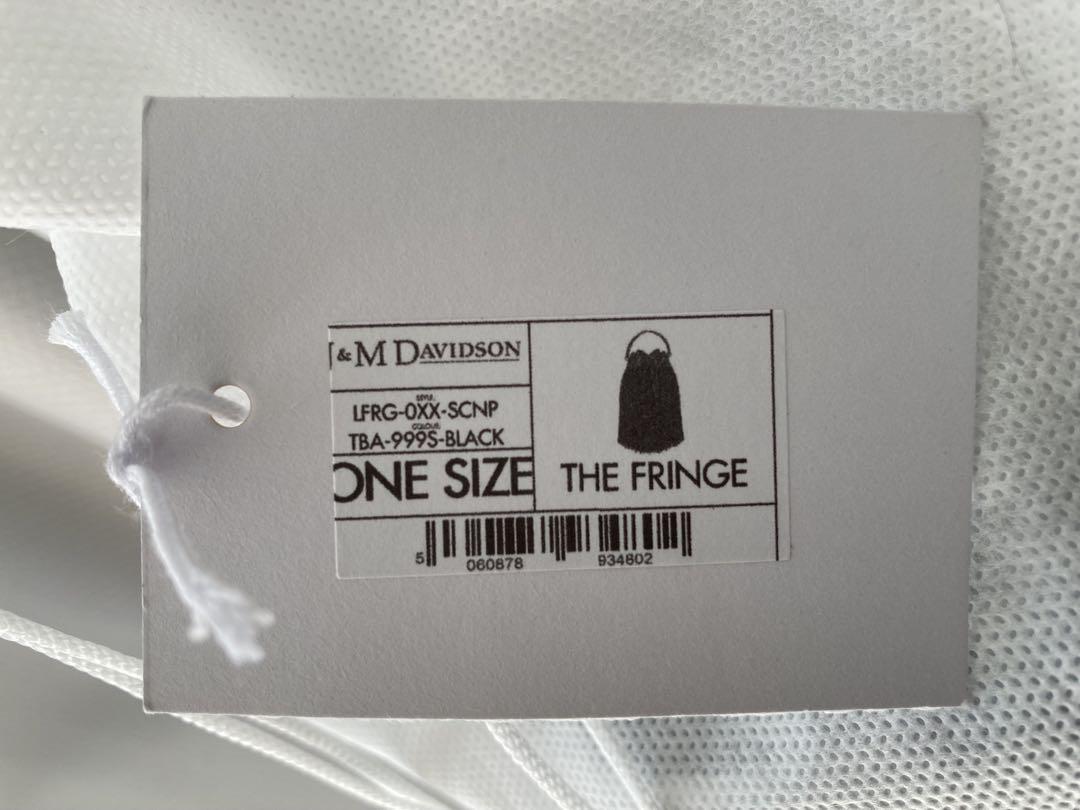 J & M DAVIDSON
STYLE:
LFRG-0XX-SCNP
COLOUR:
TBA-999S-BLACK
ONE SIZE
THE FRINGE
5 060878 934802